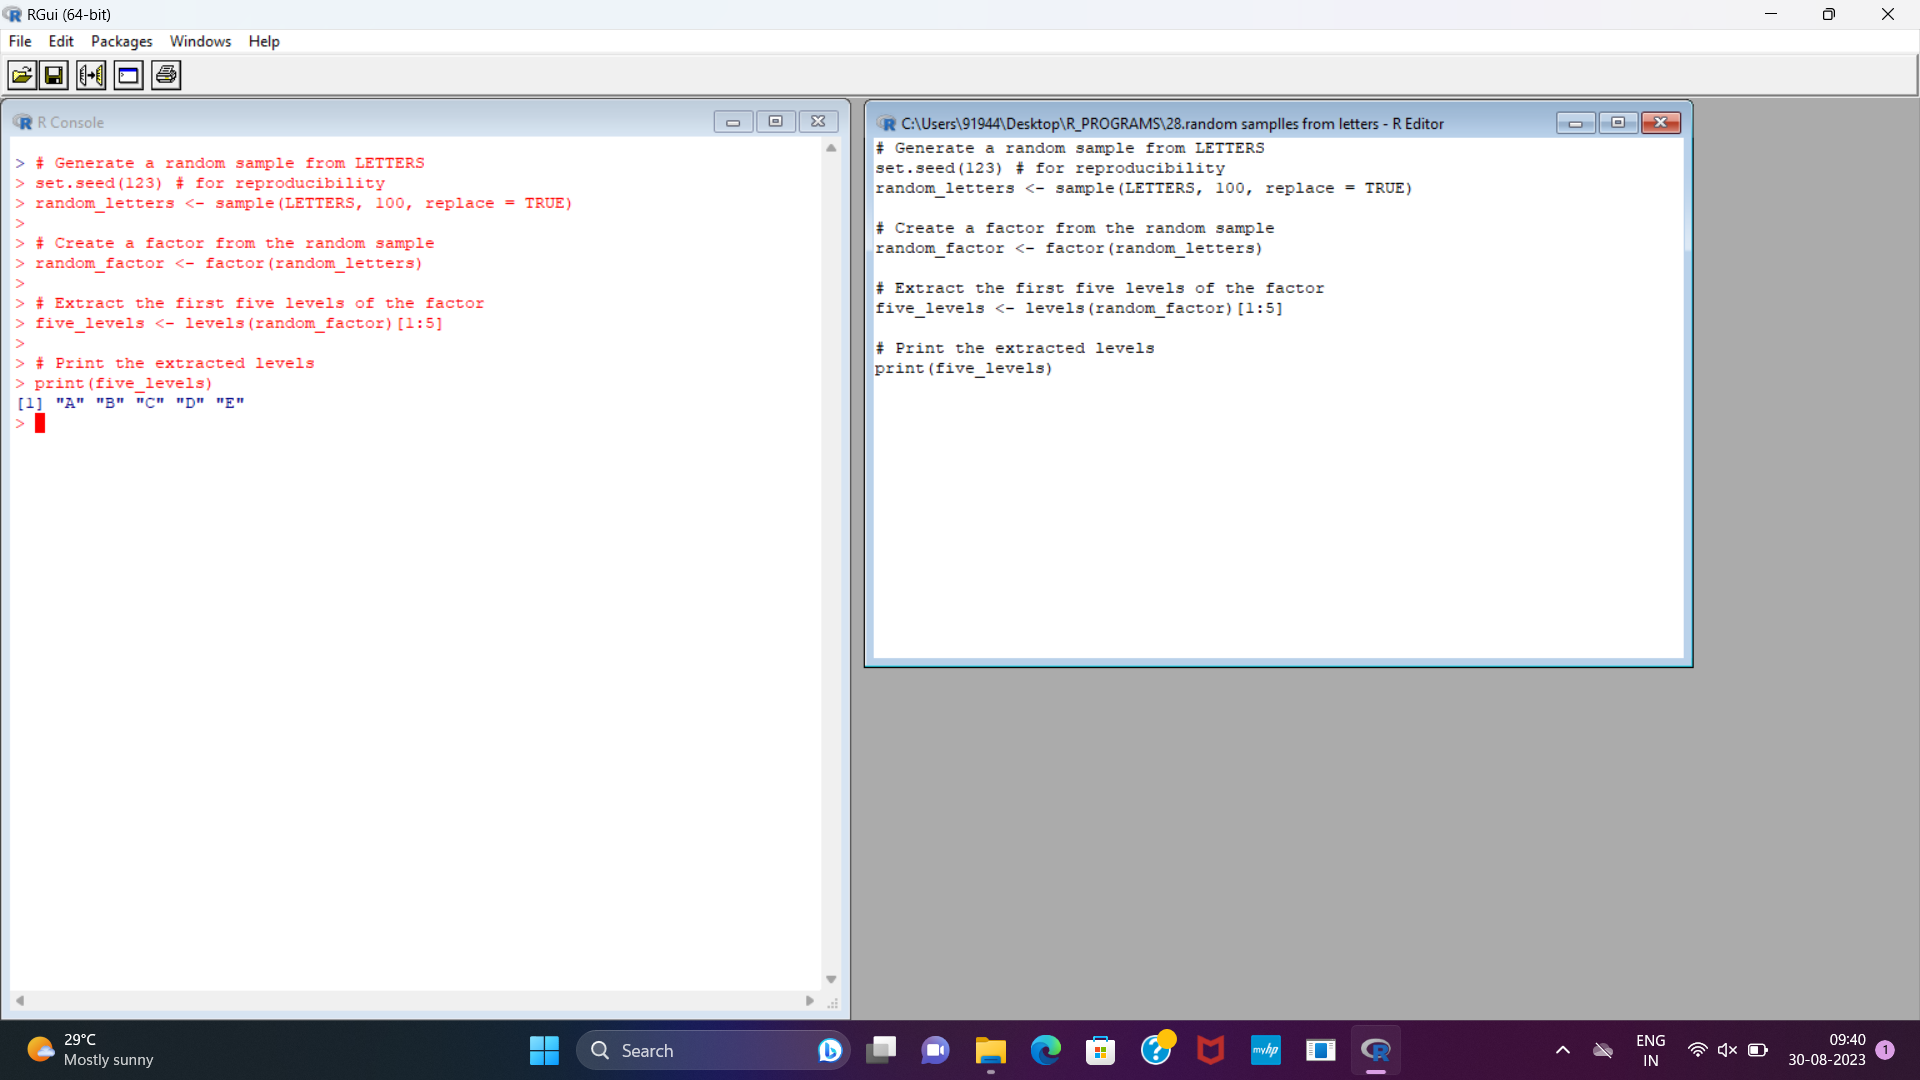 RGui (64-bit)
File Edit Packages Windows Help
R Console
> # Generate a random sample from LETTERS
> set.seed(123) # for reproducibility
> random_letters <- sample(LETTERS, 100, replace = TRUE)
>
> # Create a factor from the random sample
> random_factor <- factor(random_letters)
>
> # Extract the first five levels of the factor
> five_levels <- levels(random_factor)[1:5]
>
> # Print the extracted levels
> print(five_levels)
[1] "A" "B" "C" "D" "E"
>
C:\Users\91944\Desktop\R_PROGRAMS\28.random samplles from letters - R Editor
# Generate a random sample from LETTERS
set.seed(123) # for reproducibility
random_letters <- sample(LETTERS, 100, replace = TRUE)

# Create a factor from the random sample
random_factor <- factor(random_letters)

# Extract the first five levels of the factor
five_levels <- levels(random_factor)[1:5]

# Print the extracted levels
print(five_levels)
29°C
Mostly sunny
Search
myhp
ENG
IN
09:40
30-08-2023
1